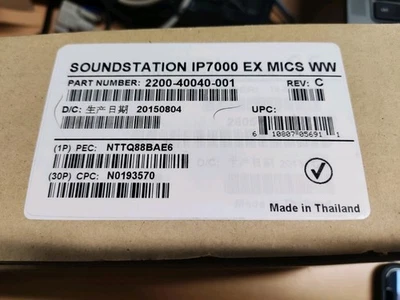 SOUNDSTATION IP7000 EX MICS WW
PART NUMBER: 2200-40040-001 REV: C
D/C: 生产日期 20150804 UPC:
6 10807 05691 1
(1P) PEC: NTTQ88BAE6
(30P) CPC: N0193570
Made in Thailand